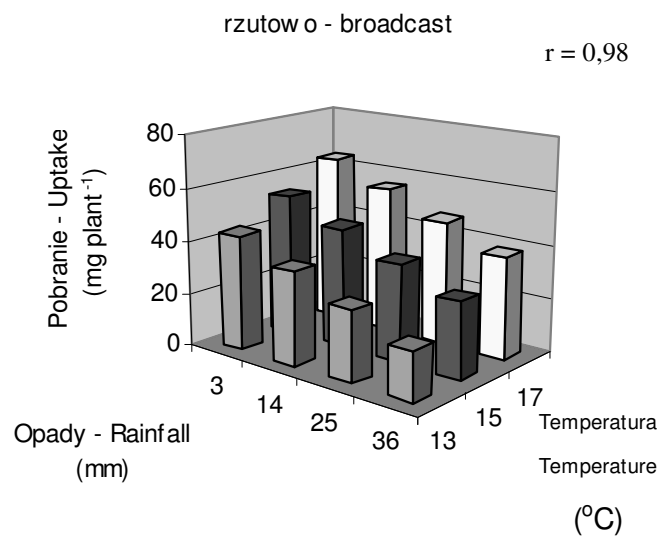 rzutowo - broadcast
r = 0,98
Pobranie - Uptake
(mg plant⁻¹)
80
60
40
20
0
3
14
25
36
13
15
17
Opady - Rainfall
(mm)
Temperatura
Temperature
(°C)